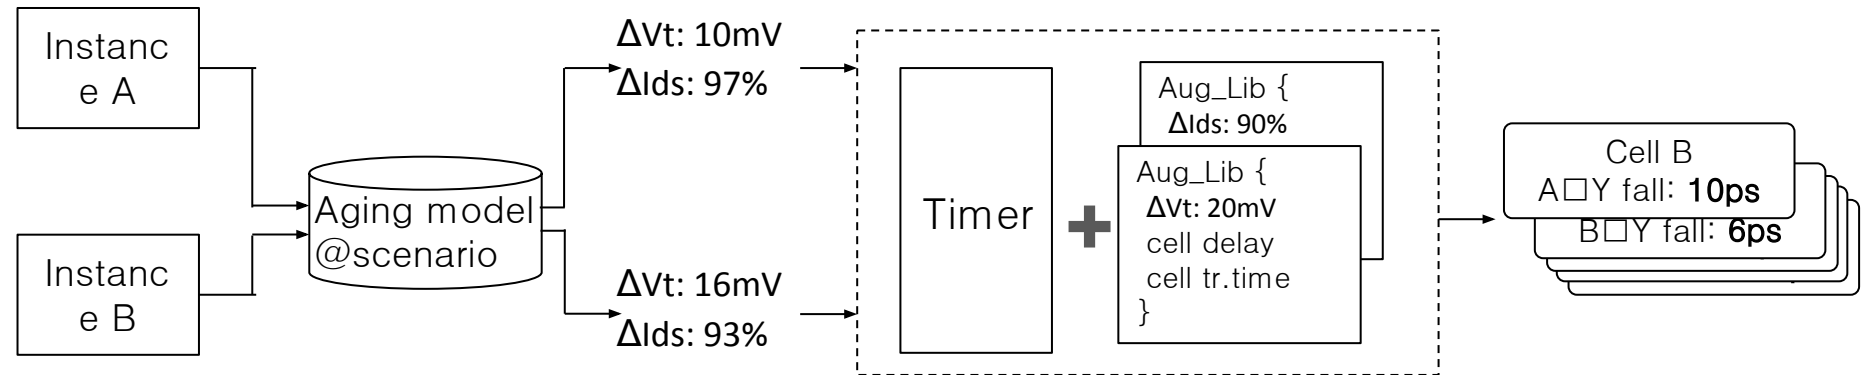 Instanc
e A
Instanc
e B
Aging model
@scenario
ΔVt: 10mV
ΔIds: 97%
ΔVt: 16mV
ΔIds: 93%
Timer
Aug_Lib {
ΔIds: 90%
Aug_Lib {
ΔVt: 20mV
cell delay
cell tr.time
}
Cell B
A□Y fall: 10ps
B□Y fall: 6ps